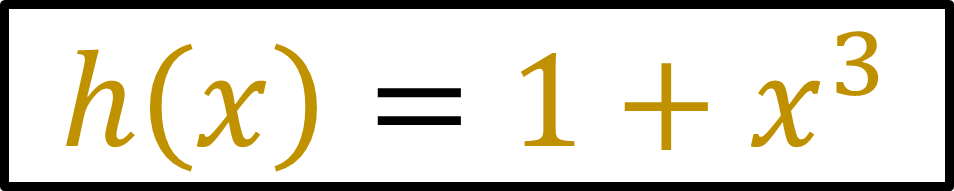 h(x) = 1 + x³